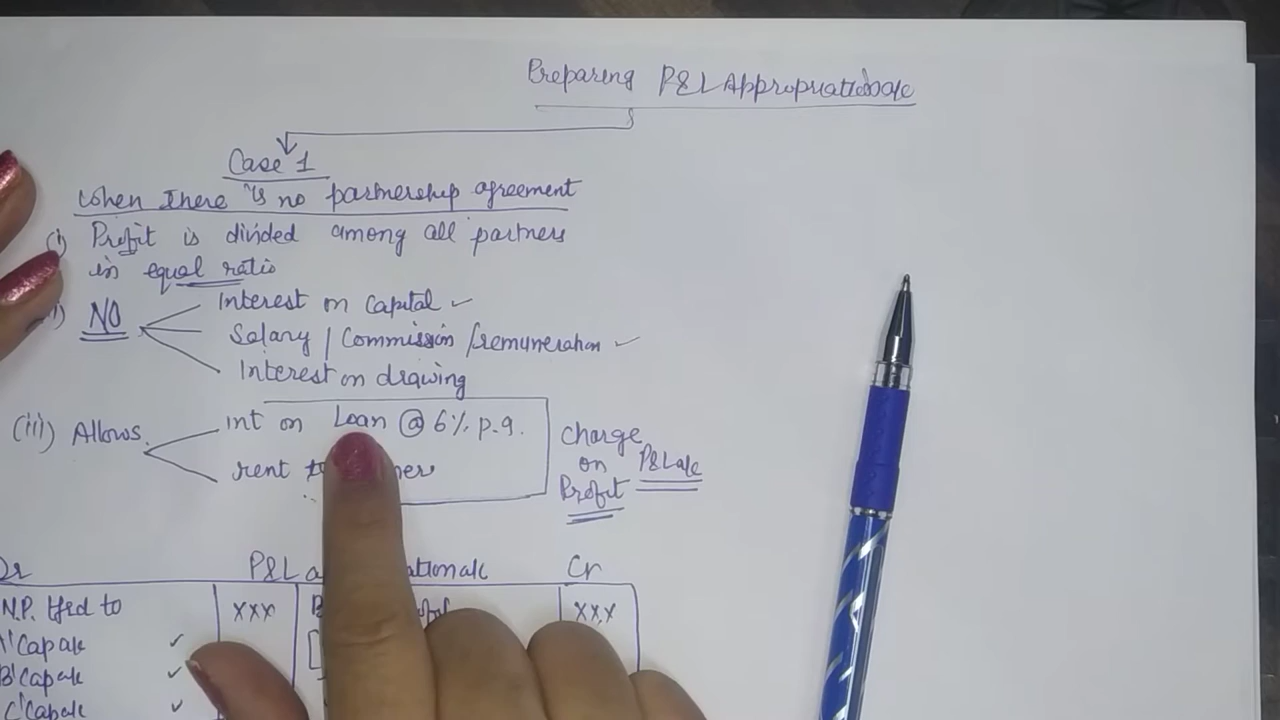 Preparing P&L Appropriation a/c
Case 1
When There is no partnership agreement
(i) Profit is divided among all partners
in equal ratio
NO
Interest on Capital ✓
Salary / Commission / remuneration ✓
Interest on drawing
(iii) Allows
int on Loan @ 6% p.a.
rent
Charge
on P&L a/c
Profit
Dr P&L a/c Cr
N.P. tfed to xxx xxx
A'Cap a/c ✓
B'Cap a/c ✓
C'Cap a/c ✓